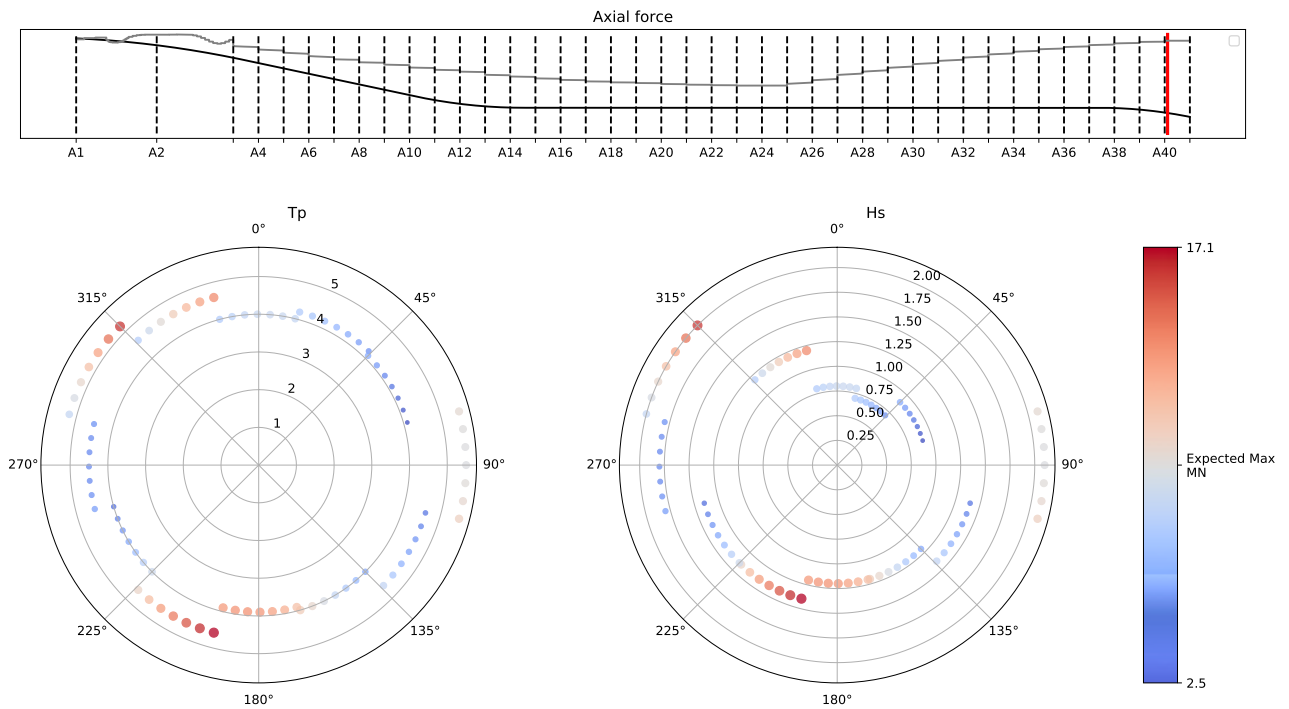 Axial force
A1 A2 A4 A6 A8 A10 A12 A14 A16 A18 A20 A22 A24 A26 A28 A30 A32 A34 A36 A38 A40
Tp Hs
0° 0°
17.1
5 2.00
315° 45° 315° 1.75 45°
4 1.50
3 1.25
2 1.00
0.75
1 0.50
0.25
270° 90° 270° 90° Expected Max
MN
225° 135° 225° 135°
2.5
180° 180°